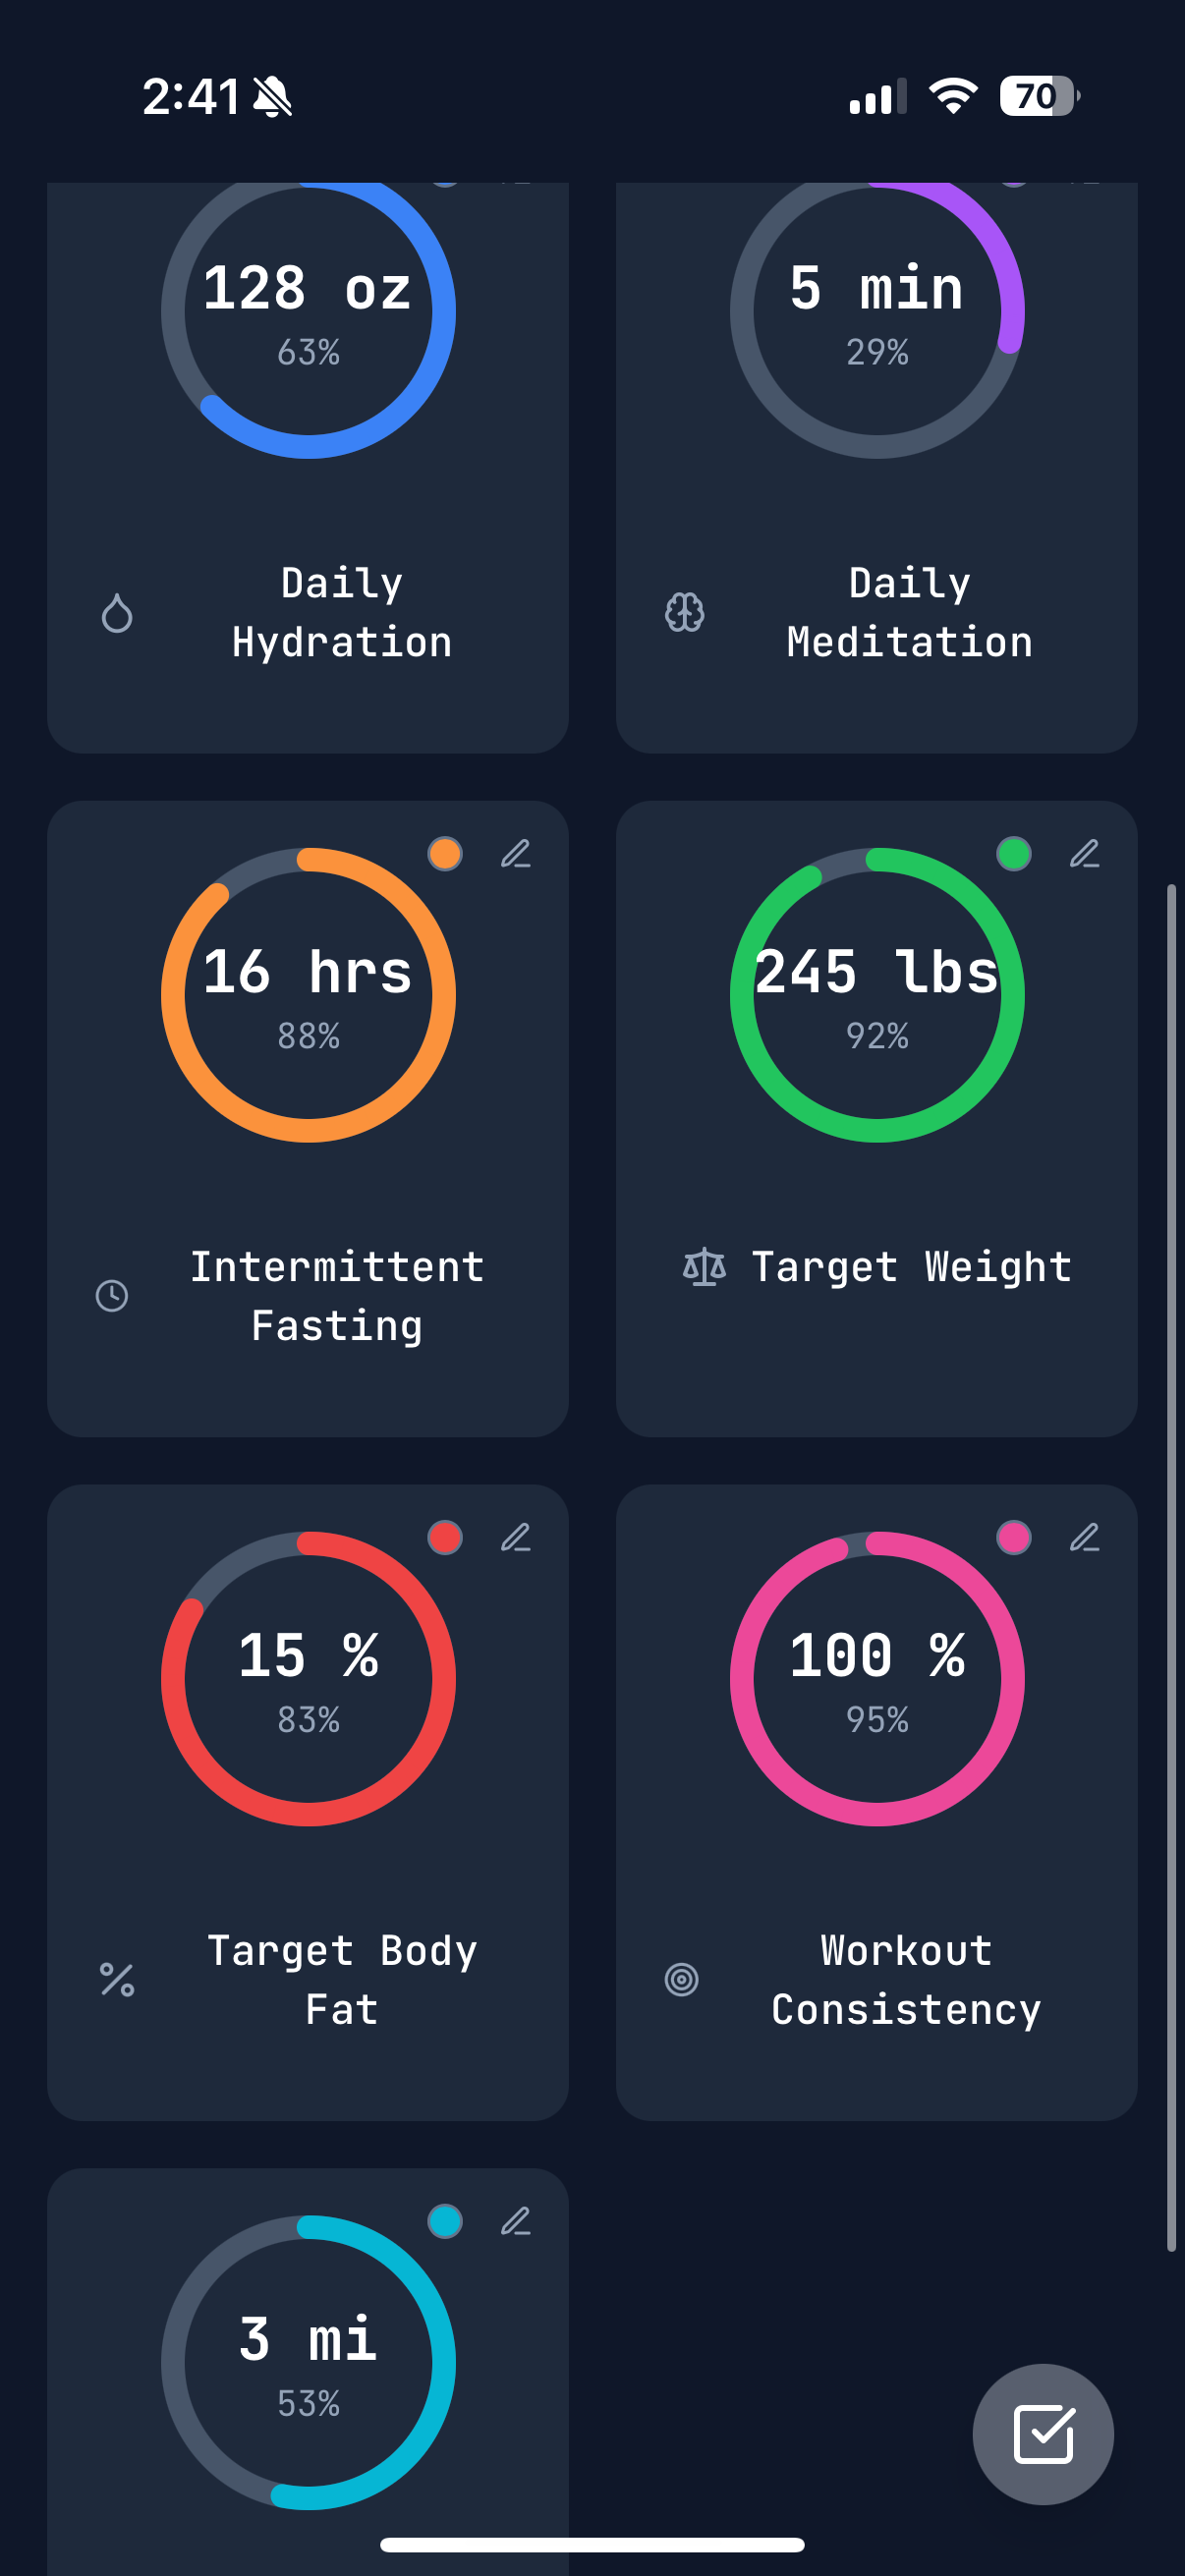 2:41
70
128 oz
63%
5 min
29%
Daily
Hydration
Daily
Meditation
16 hrs
88%
245 lbs
92%
Intermittent
Fasting
Target Weight
15 %
83%
100 %
95%
Target Body
Fat
Workout
Consistency
3 mi
53%